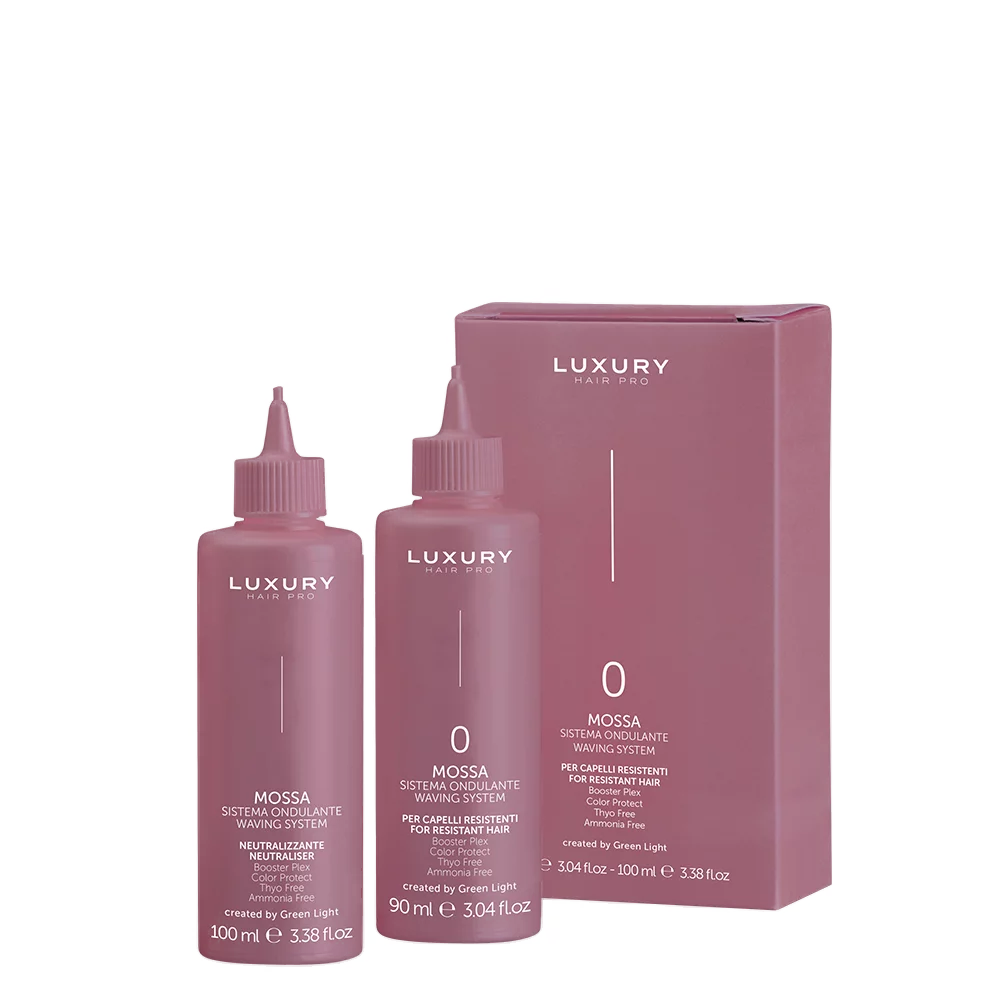 LUXURY
HAIR PRO
MOSSA
SISTEMA ONDULANTE
WAVING SYSTEM
NEUTRALIZZANTE
NEUTRALISER
Booster Plex
Color Protect
Thyo Free
Ammonia Free
created by Green Light
100 ml ℮ 3.38 fl.oz
LUXURY
HAIR PRO
0
MOSSA
SISTEMA ONDULANTE
WAVING SYSTEM
PER CAPELLI RESISTENTI
FOR RESISTANT HAIR
Booster Plex
Color Protect
Thyo Free
Ammonia Free
created by Green Light
90 ml ℮ 3.04 fl.oz
LUXURY
HAIR PRO
0
MOSSA
SISTEMA ONDULANTE
WAVING SYSTEM
PER CAPELLI RESISTENTI
FOR RESISTANT HAIR
Booster Plex
Color Protect
Thyo Free
Ammonia Free
created by Green Light
℮ 3.04 fl.oz - 100 ml ℮ 3.38 fl.oz